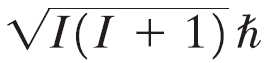 √I(I + 1) ℏ